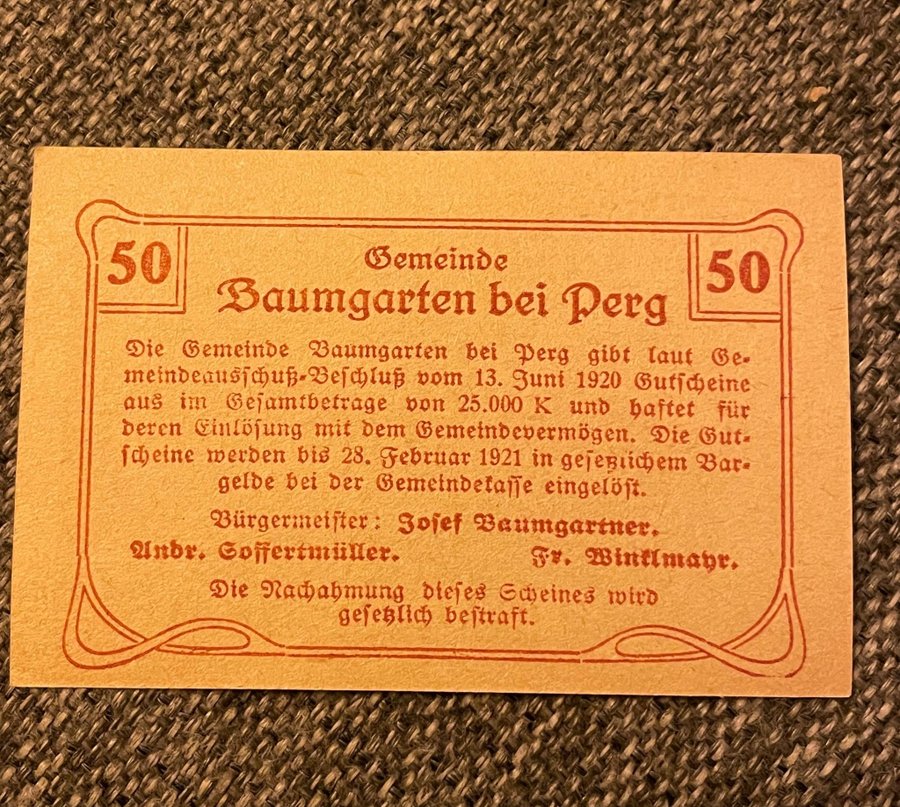 50
50
Gemeinde
Baumgarten bei Perg
Die Gemeinde Baumgarten bei Perg gibt laut Ge-
meindeausschuß-Beschluß vom 13. Juni 1920 Gutscheine
aus im Gesamtbetrage von 25.000 K und haftet für
deren Einlösung mit dem Gemeindevermögen. Die Gut-
scheine werden bis 28. Februar 1921 in gesetzlichem Bar-
gelde bei der Gemeindekasse eingelöst.
Bürgermeister: Josef Baumgartner.
Andr. Soffertmüller. Fr. Winklmayr.
Die Nachahmung dieses Scheines wird
gesetzlich bestraft.